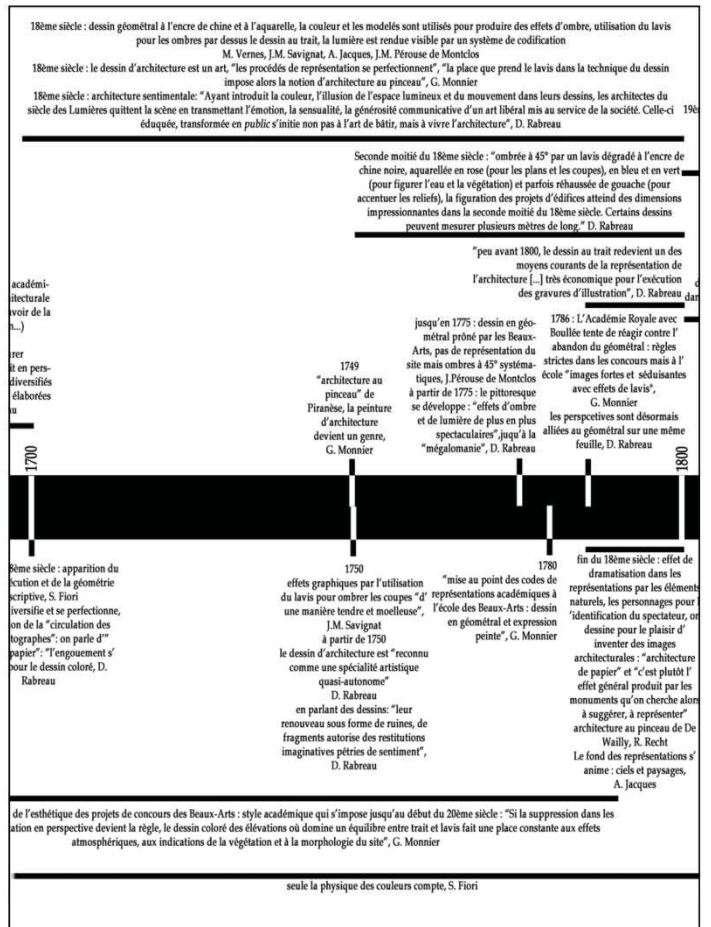 18ème siècle : dessin géométral à l'encre de chine et à l'aquarelle, la couleur et les modelés sont utilisés pour produire des effets d'ombre, utilisation du lavis
pour les ombres par dessus le dessin au trait, la lumière est rendue visible par un système de codification
M. Vernes, J.M. Savignat, A. Jacques, J.M. Pérouse de Montclos
18ème siècle : le dessin d'architecture est un art, "les procédés de représentation se perfectionnent", "la place que prend le lavis dans la technique du dessin
impose alors la notion d'architecture au pinceau", G. Monnier
18ème siècle : architecture sentimentale: "Ayant introduit la couleur, l'illusion de l'espace lumineux et du mouvement dans leurs dessins, les architectes du
siècle des Lumières quittent la scène en transmettant l'émotion, la sensualité, la générosité communicative d'un art libéral mis au service de la société. Celle-ci
éduquée, transformée en public s'initie non pas à l'art de bâtir, mais à vivre l'architecture", D. Rabreau
19è
Seconde moitié du 18ème siècle : "ombrée à 45° par un lavis dégradé à l'encre de
chine noire, aquarellée en rose (pour les plans et les coupes), en bleu et en vert
(pour figurer l'eau et la végétation) et parfois réhaussée de gouache (pour
accentuer les reliefs), la figuration des projets d'édifices atteind des dimensions
impressionnantes dans la seconde moitié du 18ème siècle. Certains dessins
peuvent mesurer plusieurs mètres de long." D. Rabreau
"peu avant 1800, le dessin au trait redevient un des
moyens courants de la représentation de
l'architecture [...] très économique pour l'exécution
des gravures d'illustration", D. Rabreau
d
dan
académi-
itecturale
voir de la
n...)
rer
it en pers-
diversifiés
élaborées
au
1749
"architecture au
pinceau" de
Piranèse, la peinture
d'architecture
devient un genre,
G. Monnier
jusqu'en 1775 : dessin en géo-
métral prôné par les Beaux-
Arts, pas de représentation du
site mais ombres à 45° systéma-
tiques, J.Pérouse de Montclos
à partir de 1775 : le pittoresque
se développe : "effets d'ombre
et de lumière de plus en plus
spectaculaires",juqu'à la
"mégalomanie", D. Rabreau
1786 : L'Académie Royale avec
Boullée tente de réagir contre l'
abandon du géométral : règles
strictes dans les concours mais à l'
école "images fortes et séduisantes
avec effets de lavis",
G. Monnier
les perspcetives sont désormais
alliées au géométral sur une même
feuille, D. Rabreau
1700
1800
8ème siècle : apparition du
écution et de la géométrie
scriptive, S. Fiori
iversifie et se perfectionne,
on de la "circulation des
tographes": on parle d'"
papier": "l'engouement s'
our le dessin coloré, D.
Rabreau
1750
effets graphiques par l'utilisation
du lavis pour ombrer les coupes "d'
une manière tendre et moelleuse",
J.M. Savignat
à partir de 1750
le dessin d'architecture est "reconnu
comme une spécialité artistique
quasi-autonome"
D. Rabreau
en parlant des dessins: "leur
renouveau sous forme de ruines, de
fragments autorise des restitutions
imaginatives pétries de sentiment",
D. Rabreau
1780
"mise au point des codes de
représentations académiques à
l'école des Beaux-Arts : dessin
en géométral et expression
peinte", G. Monnier
fin du 18ème siècle : effet de
dramatisation dans les
représentations par les éléments
naturels, les personnages pour l
'identification du spectateur, on
dessine pour le plaisir d'
inventer des images
architecturales : "architecture
de papier" et "c'est plutôt l'
effet général produit par les
monuments qu'on cherche alors
à suggérer, à représenter"
architecture au pinceau de De
Wailly, R. Recht
Le fond des représentations s'
anime : ciels et paysages,
A. Jacques
de l'esthétique des projets de concours des Beaux-Arts : style académique qui s'impose jusqu'au début du 20ème siècle : "Si la suppression dans les
ation en perspective devient la règle, le dessin coloré des élévations où domine un équilibre entre trait et lavis fait une place constante aux effets
atmosphériques, aux indications de la végétation et à la morphologie du site", G. Monnier
seule la physique des couleurs compte, S. Fiori